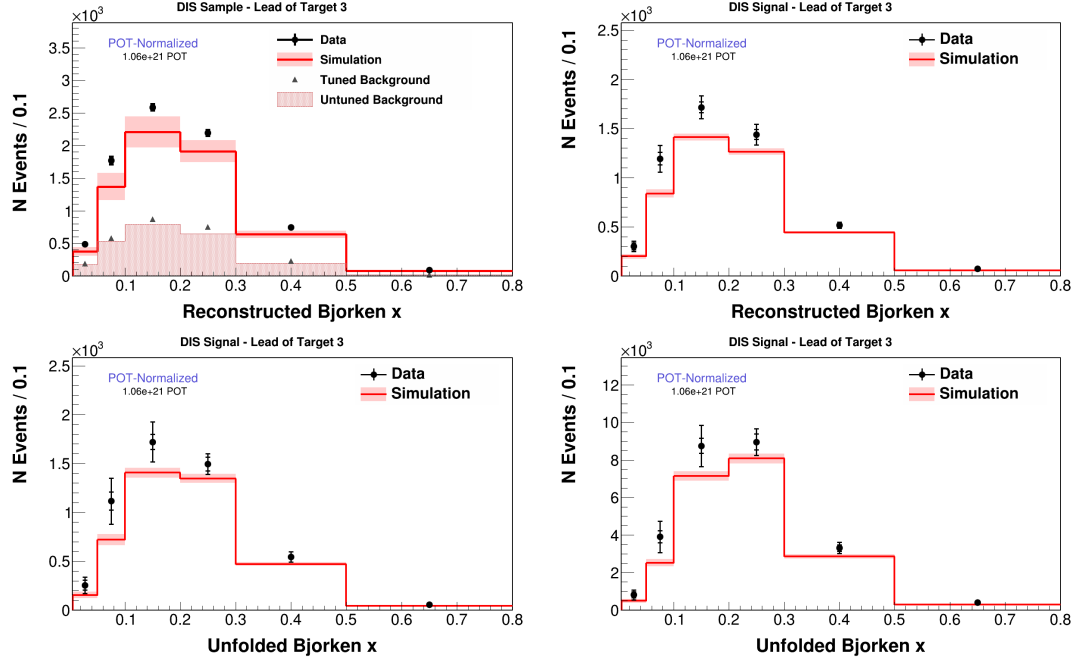 DIS Sample - Lead of Target 3
×10³
POT-Normalized
1.06e+21 POT
Data
Simulation
Tuned Background
Untuned Background
N Events / 0.1
3.5
3
2.5
2
1.5
1
0.5
0
0.1 0.2 0.3 0.4 0.5 0.6 0.7 0.8
Reconstructed Bjorken x
DIS Signal - Lead of Target 3
×10³
POT-Normalized
1.06e+21 POT
Data
Simulation
N Events / 0.1
2.5
2
1.5
1
0.5
0
0.1 0.2 0.3 0.4 0.5 0.6 0.7 0.8
Reconstructed Bjorken x
DIS Signal - Lead of Target 3
×10³
POT-Normalized
1.06e+21 POT
Data
Simulation
N Events / 0.1
2.5
2
1.5
1
0.5
0
0.1 0.2 0.3 0.4 0.5 0.6 0.7 0.8
Unfolded Bjorken x
DIS Signal - Lead of Target 3
×10³
POT-Normalized
1.06e+21 POT
Data
Simulation
N Events / 0.1
12
10
8
6
4
2
0
0.1 0.2 0.3 0.4 0.5 0.6 0.7 0.8
Unfolded Bjorken x